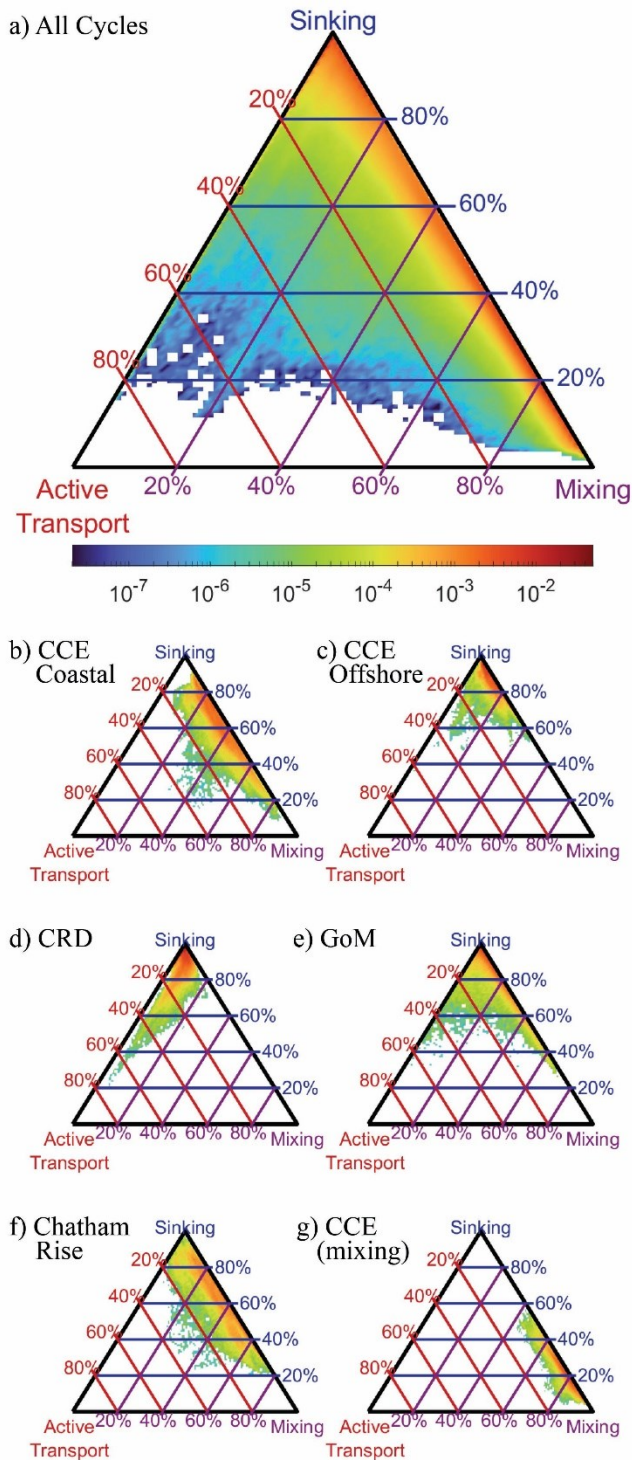 a) All Cycles
Sinking
20%
80%
40%
60%
60%
40%
80%
20%
Active
Transport
20%
40%
60%
80%
Mixing
10-7
10-6
10-5
10-4
10-3
10-2
b) CCE
Coastal
Sinking
20%
80%
40%
60%
60%
40%
80%
20%
Active
Transport
20%
40%
60%
80%
Mixing
c) CCE
Offshore
Sinking
20%
80%
40%
60%
60%
40%
80%
20%
Active
Transport
20%
40%
60%
80%
Mixing
d) CRD
Sinking
20%
80%
40%
60%
60%
40%
80%
20%
Active
Transport
20%
40%
60%
80%
Mixing
e) GoM
Sinking
20%
80%
40%
60%
60%
40%
80%
20%
Active
Transport
20%
40%
60%
80%
Mixing
f) Chatham
Rise
Sinking
20%
80%
40%
60%
60%
40%
80%
20%
Active
Transport
20%
40%
60%
80%
Mixing
g) CCE
(mixing)
Sinking
20%
80%
40%
60%
60%
40%
80%
20%
Active
Transport
20%
40%
60%
80%
Mixing